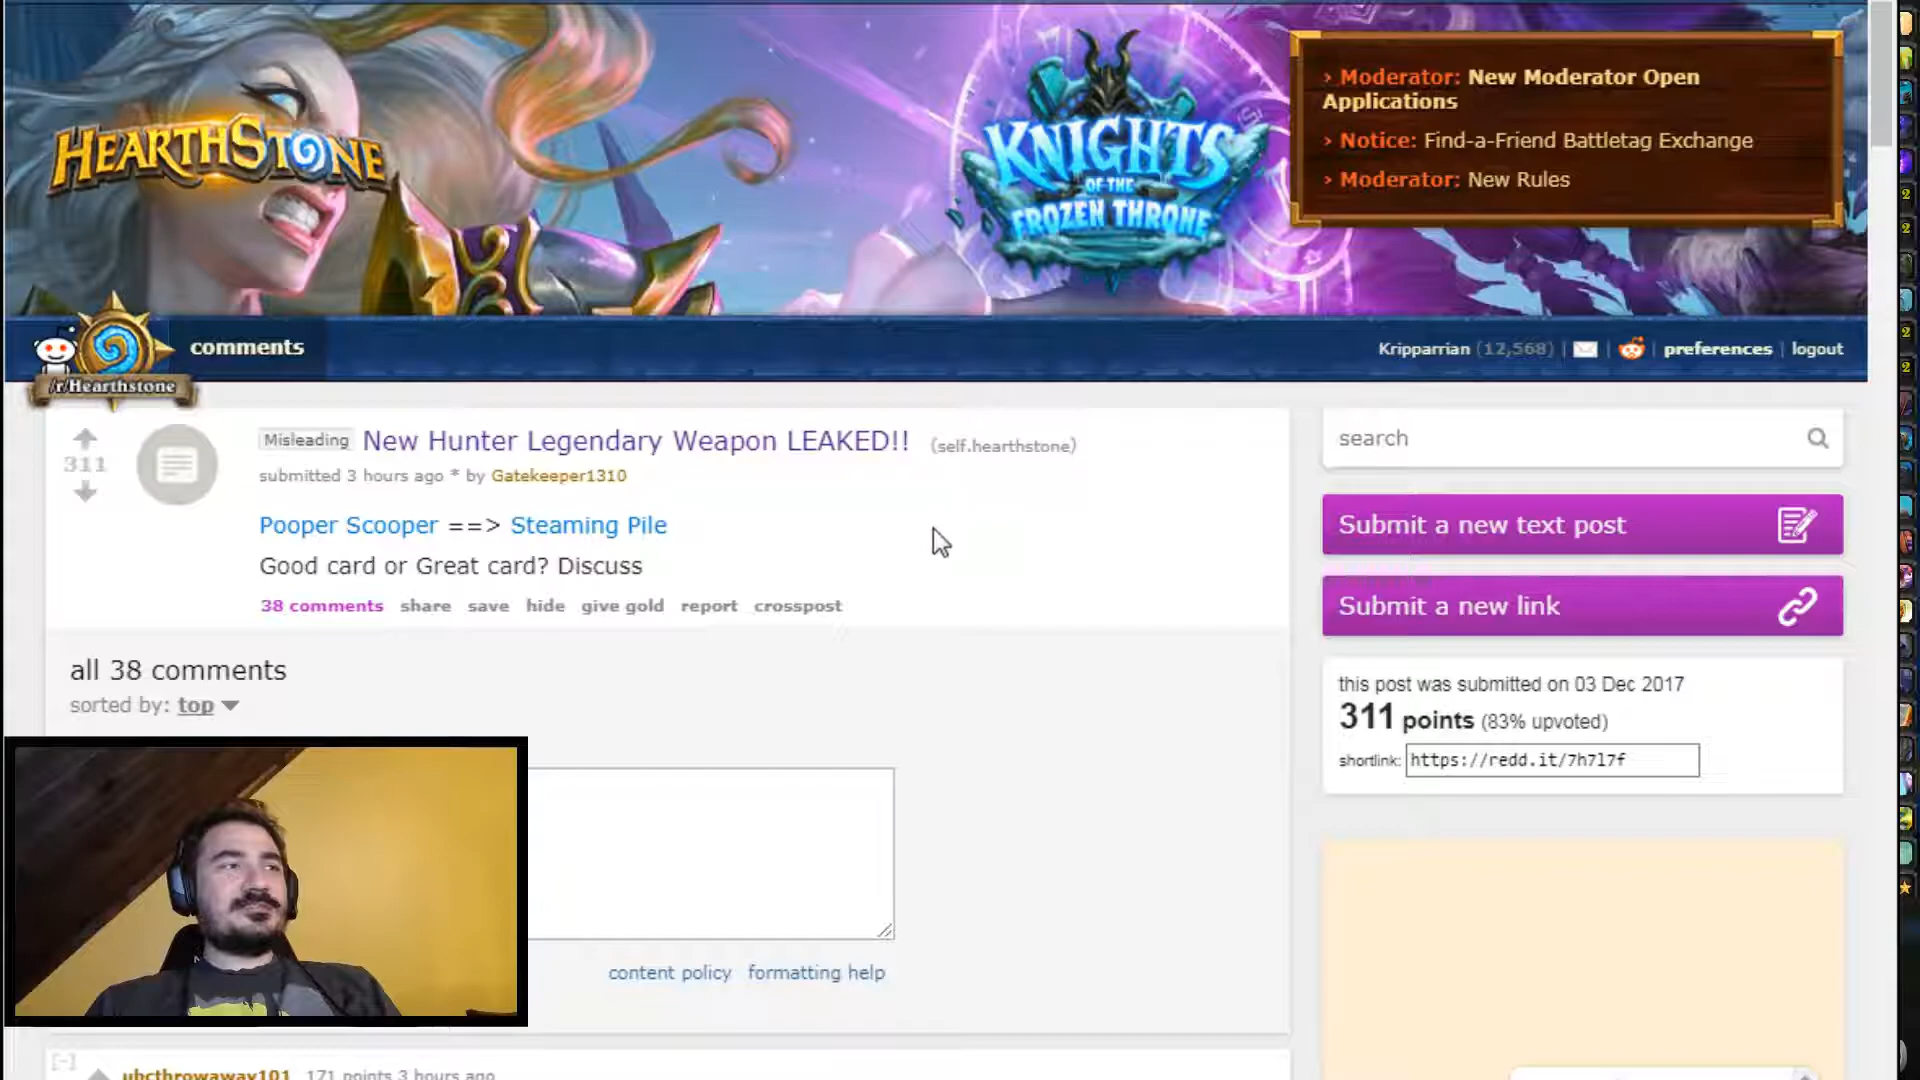 HEARTHSTONE
KNIGHTS
OF THE
FROZEN THRONE
› Moderator: New Moderator Open
Applications
› Notice: Find-a-Friend Battletag Exchange
› Moderator: New Rules
/r/Hearthstone
comments
Kripparrian (12,568) | | | preferences | logout
311
Misleading New Hunter Legendary Weapon LEAKED!! (self.hearthstone)
submitted 3 hours ago * by Gatekeeper1310
Pooper Scooper ==> Steaming Pile
Good card or Great card? Discuss
38 comments share save hide give gold report crosspost
all 38 comments
sorted by: top
content policy formatting help
[-] ubcthrowaway101 171 points 3 hours ago
search
Submit a new text post
Submit a new link
this post was submitted on 03 Dec 2017
311 points (83% upvoted)
shortlink: https://redd.it/7h7l7f
2
2
2
2